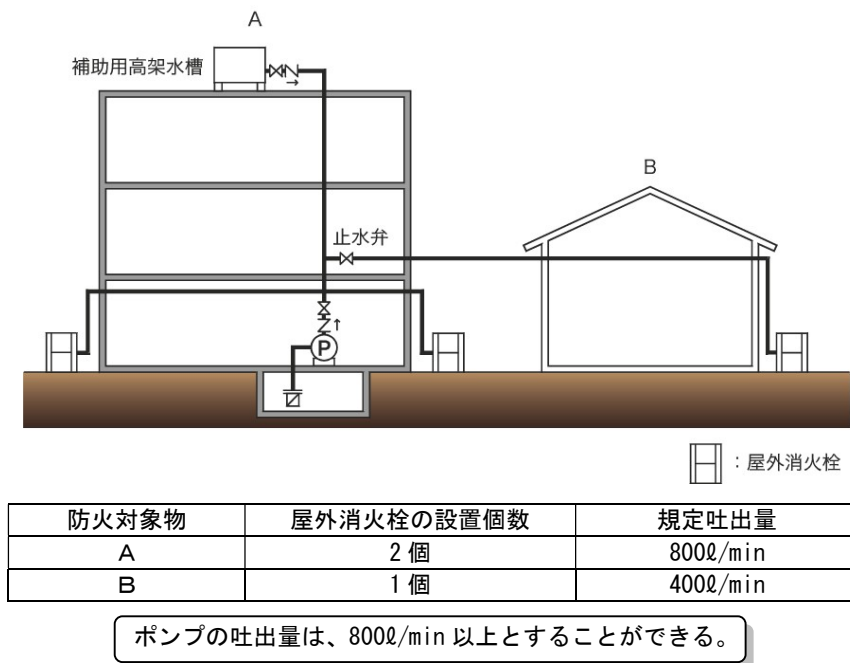 A
補助用高架水槽
B
止水弁
P
：屋外消火栓
防火対象物 屋外消火栓の設置個数 規定吐出量
A 2個 800ℓ/min
B 1個 400ℓ/min
ポンプの吐出量は、800ℓ/min 以上とすることができる。